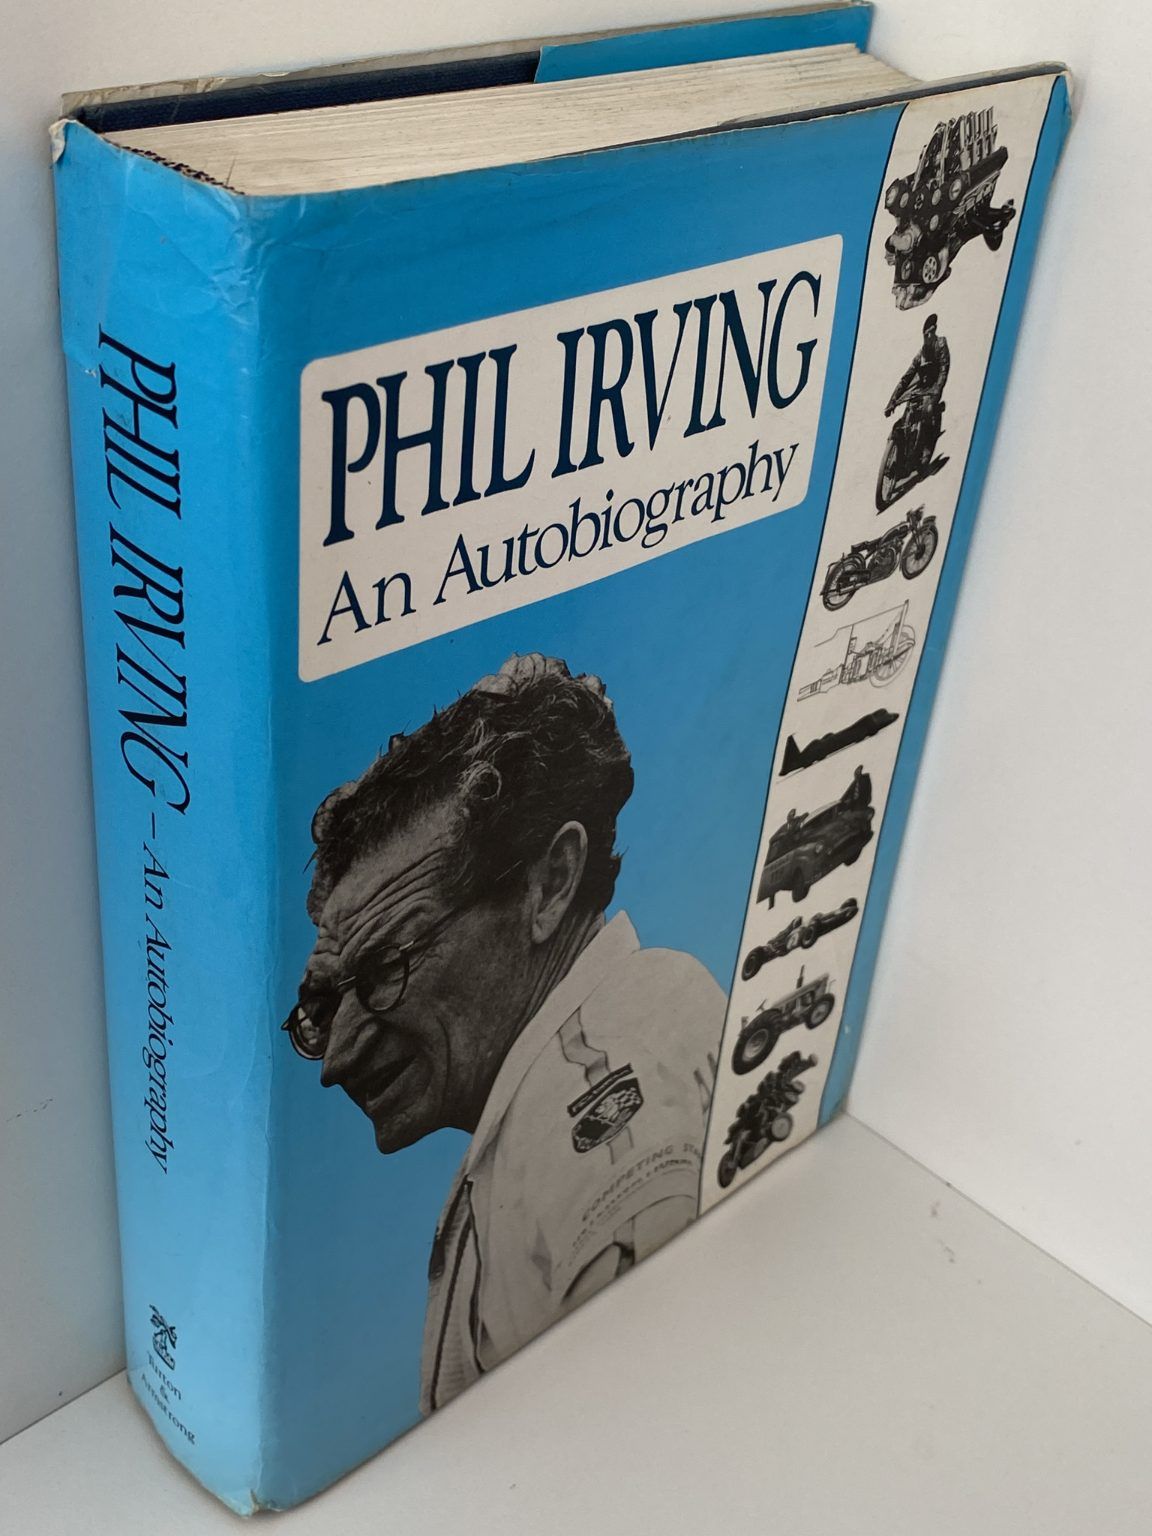 PHIL IRVING – An Autobiography
Turton
&
Armstrong
PHIL IRVING
An Autobiography
COMPETING